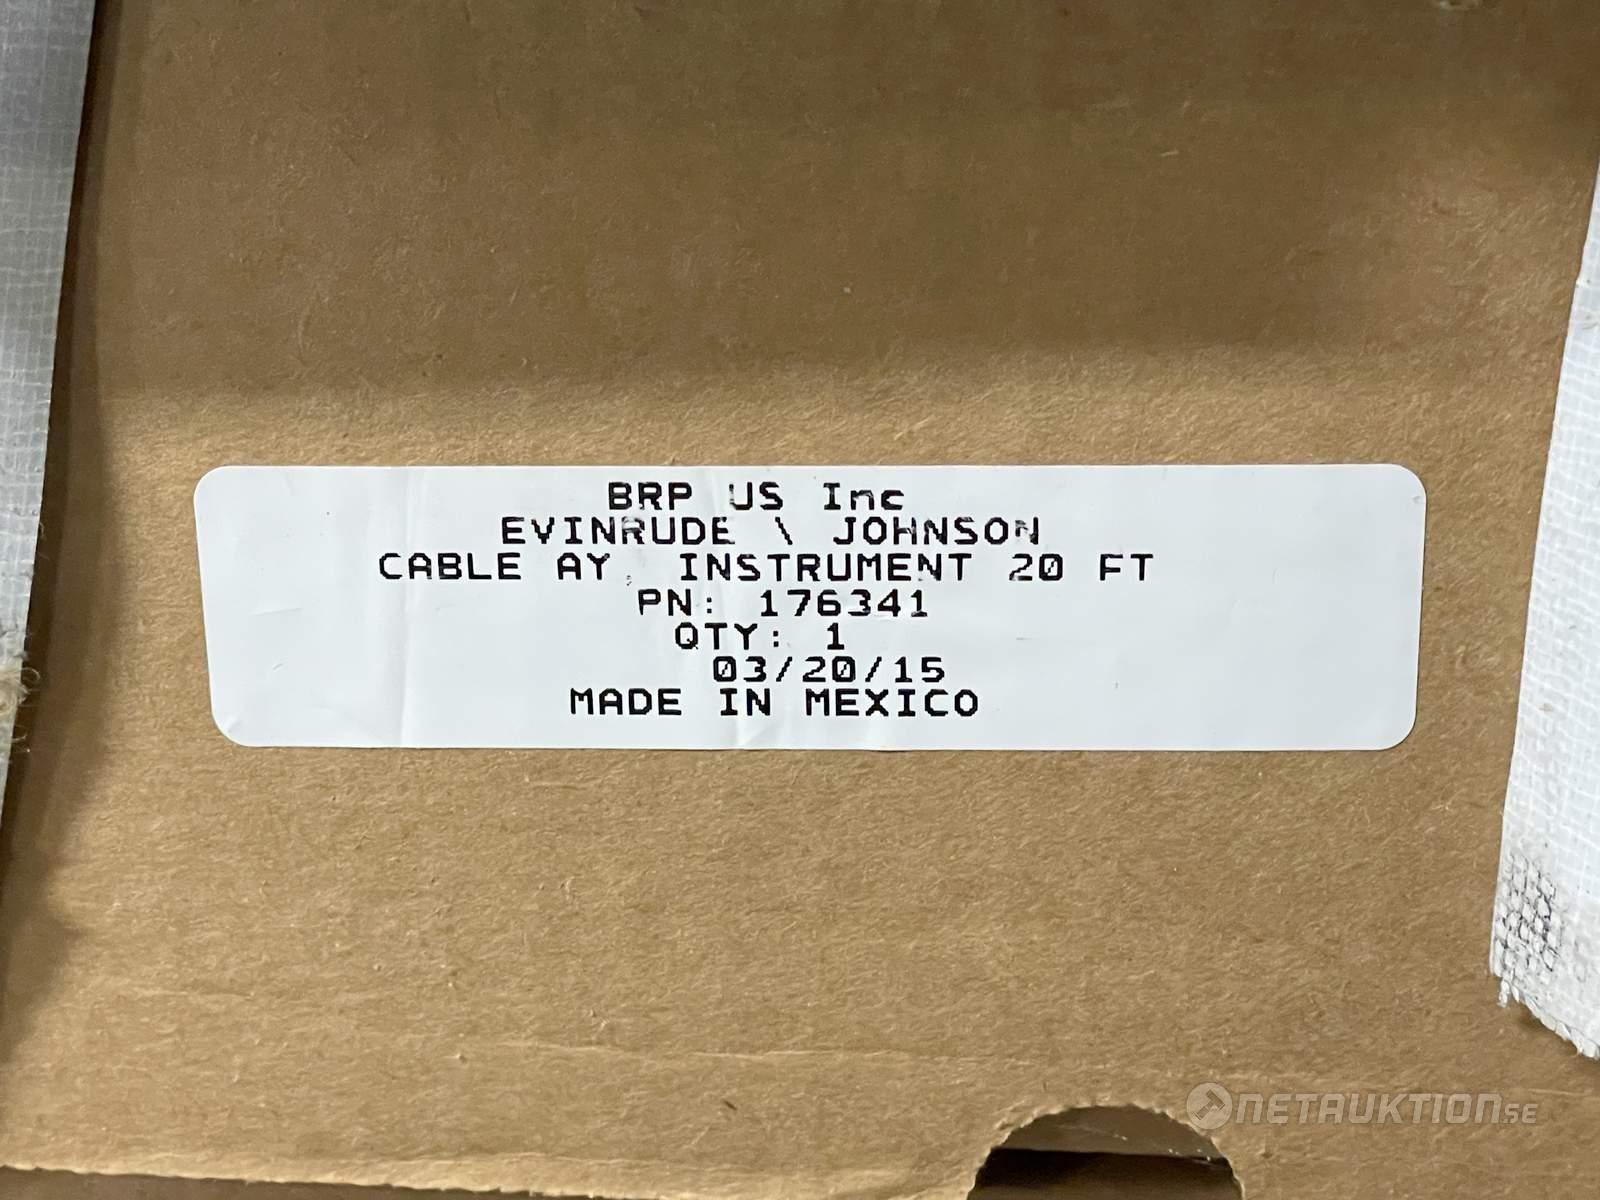 BRP US Inc
EVINRUDE \ JOHNSON
CABLE AY, INSTRUMENT 20 FT
PN: 176341
QTY: 1
03/20/15
MADE IN MEXICO
NETAUKTION.SE